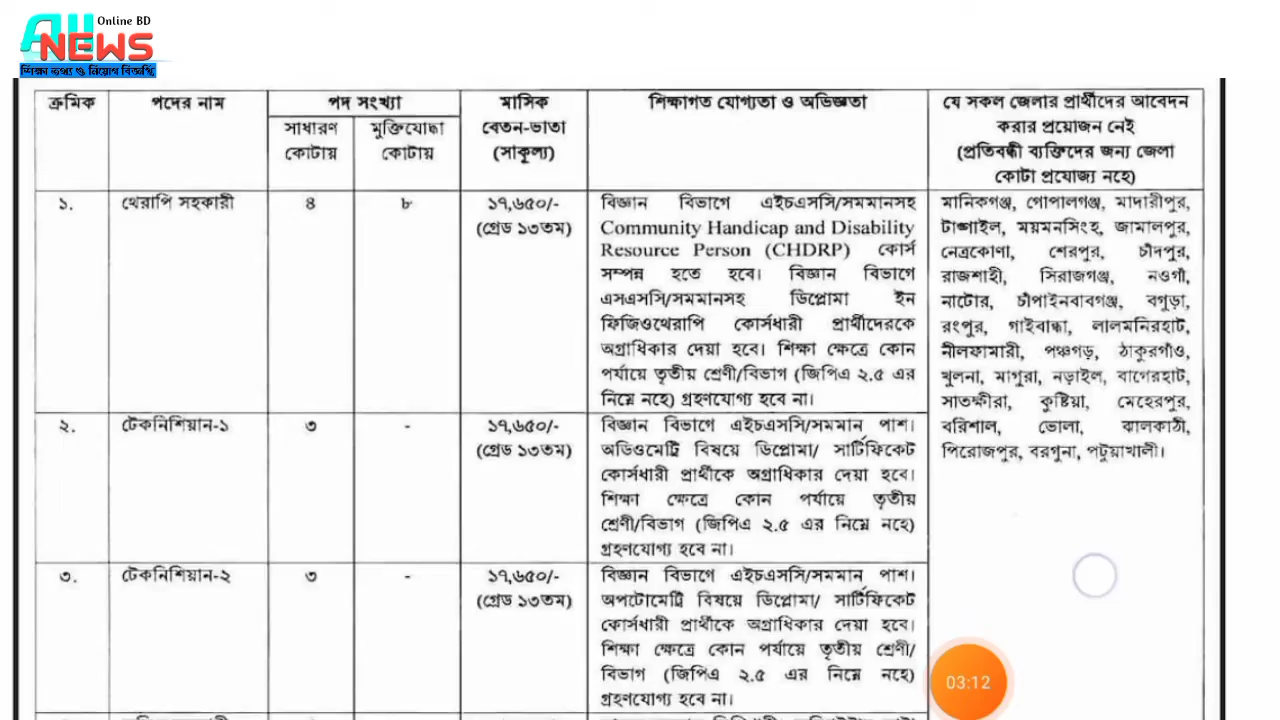 Online BD
AH
NEWS
শিক্ষা তথ্য ও নিয়োগ বিজ্ঞপ্তি
ক্রমিক
পদের নাম
পদ সংখ্যা
সাধারণ
কোটায়
মুক্তিযোদ্ধা
কোটায়
মাসিক
বেতন-ভাতা
(সাকুল্য)
শিক্ষাগত যোগ্যতা ও অভিজ্ঞতা
যে সকল জেলার প্রার্থীদের আবেদন
করার প্রয়োজন নেই
(প্রতিবন্ধী ব্যক্তিদের জন্য জেলা
কোটা প্রযোজ্য নহে)
১.
থেরাপি সহকারী
৪
৮
১৭,৬৫০/-
(গ্রেড ১৩তম)
বিজ্ঞান বিভাগে এইচএসসি/সমমানসহ
Community Handicap and Disability
Resource Person (CHDRP) কোর্স
সম্পন্ন হতে হবে। বিজ্ঞান বিভাগে
এসএসসি/সমমানসহ ডিপ্লোমা ইন
ফিজিওথেরাপি কোর্সধারী প্রার্থীদেরকে
অগ্রাধিকার দেয়া হবে। শিক্ষা ক্ষেত্রে কোন
পর্যায়ে তৃতীয় শ্রেণী/বিভাগ (জিপিএ ২.৫ এর
নিম্নে নহে) গ্রহণযোগ্য হবে না।
মানিকগঞ্জ, গোপালগঞ্জ, মাদারীপুর,
টাঙ্গাইল, ময়মনসিংহ, জামালপুর,
নেত্রকোণা, শেরপুর, চাঁদপুর,
রাজশাহী, সিরাজগঞ্জ, নওগাঁ,
নাটোর, চাঁপাইনবাবগঞ্জ, বগুড়া,
রংপুর, গাইবান্ধা, লালমনিরহাট,
নীলফামারী, পঞ্চগড়, ঠাকুরগাঁও,
খুলনা, মাগুরা, নড়াইল, বাগেরহাট,
সাতক্ষীরা, কুষ্টিয়া, মেহেরপুর,
বরিশাল, ভোলা, ঝালকাঠী,
পিরোজপুর, বরগুনা, পটুয়াখালী।
২.
টেকনিশিয়ান-১
৩
-
১৭,৬৫০/-
(গ্রেড ১৩তম)
বিজ্ঞান বিভাগে এইচএসসি/সমমান পাশ।
অডিওমেট্রি বিষয়ে ডিপ্লোমা/ সার্টিফিকেট
কোর্সধারী প্রার্থীকে অগ্রাধিকার দেয়া হবে।
শিক্ষা ক্ষেত্রে কোন পর্যায়ে তৃতীয়
শ্রেণী/বিভাগ (জিপিএ ২.৫ এর নিম্নে নহে)
গ্রহণযোগ্য হবে না।
৩.
টেকনিশিয়ান-২
৩
-
১৭,৬৫০/-
(গ্রেড ১৩তম)
বিজ্ঞান বিভাগে এইচএসসি/সমমান পাশ।
অপটোমেট্রি বিষয়ে ডিপ্লোমা/ সার্টিফিকেট
কোর্সধারী প্রার্থীকে অগ্রাধিকার দেয়া হবে।
শিক্ষা ক্ষেত্রে কোন পর্যায়ে তৃতীয় শ্রেণী/
বিভাগ (জিপিএ ২.৫ এর নিম্নে নহে)
গ্রহণযোগ্য হবে না।
03:12